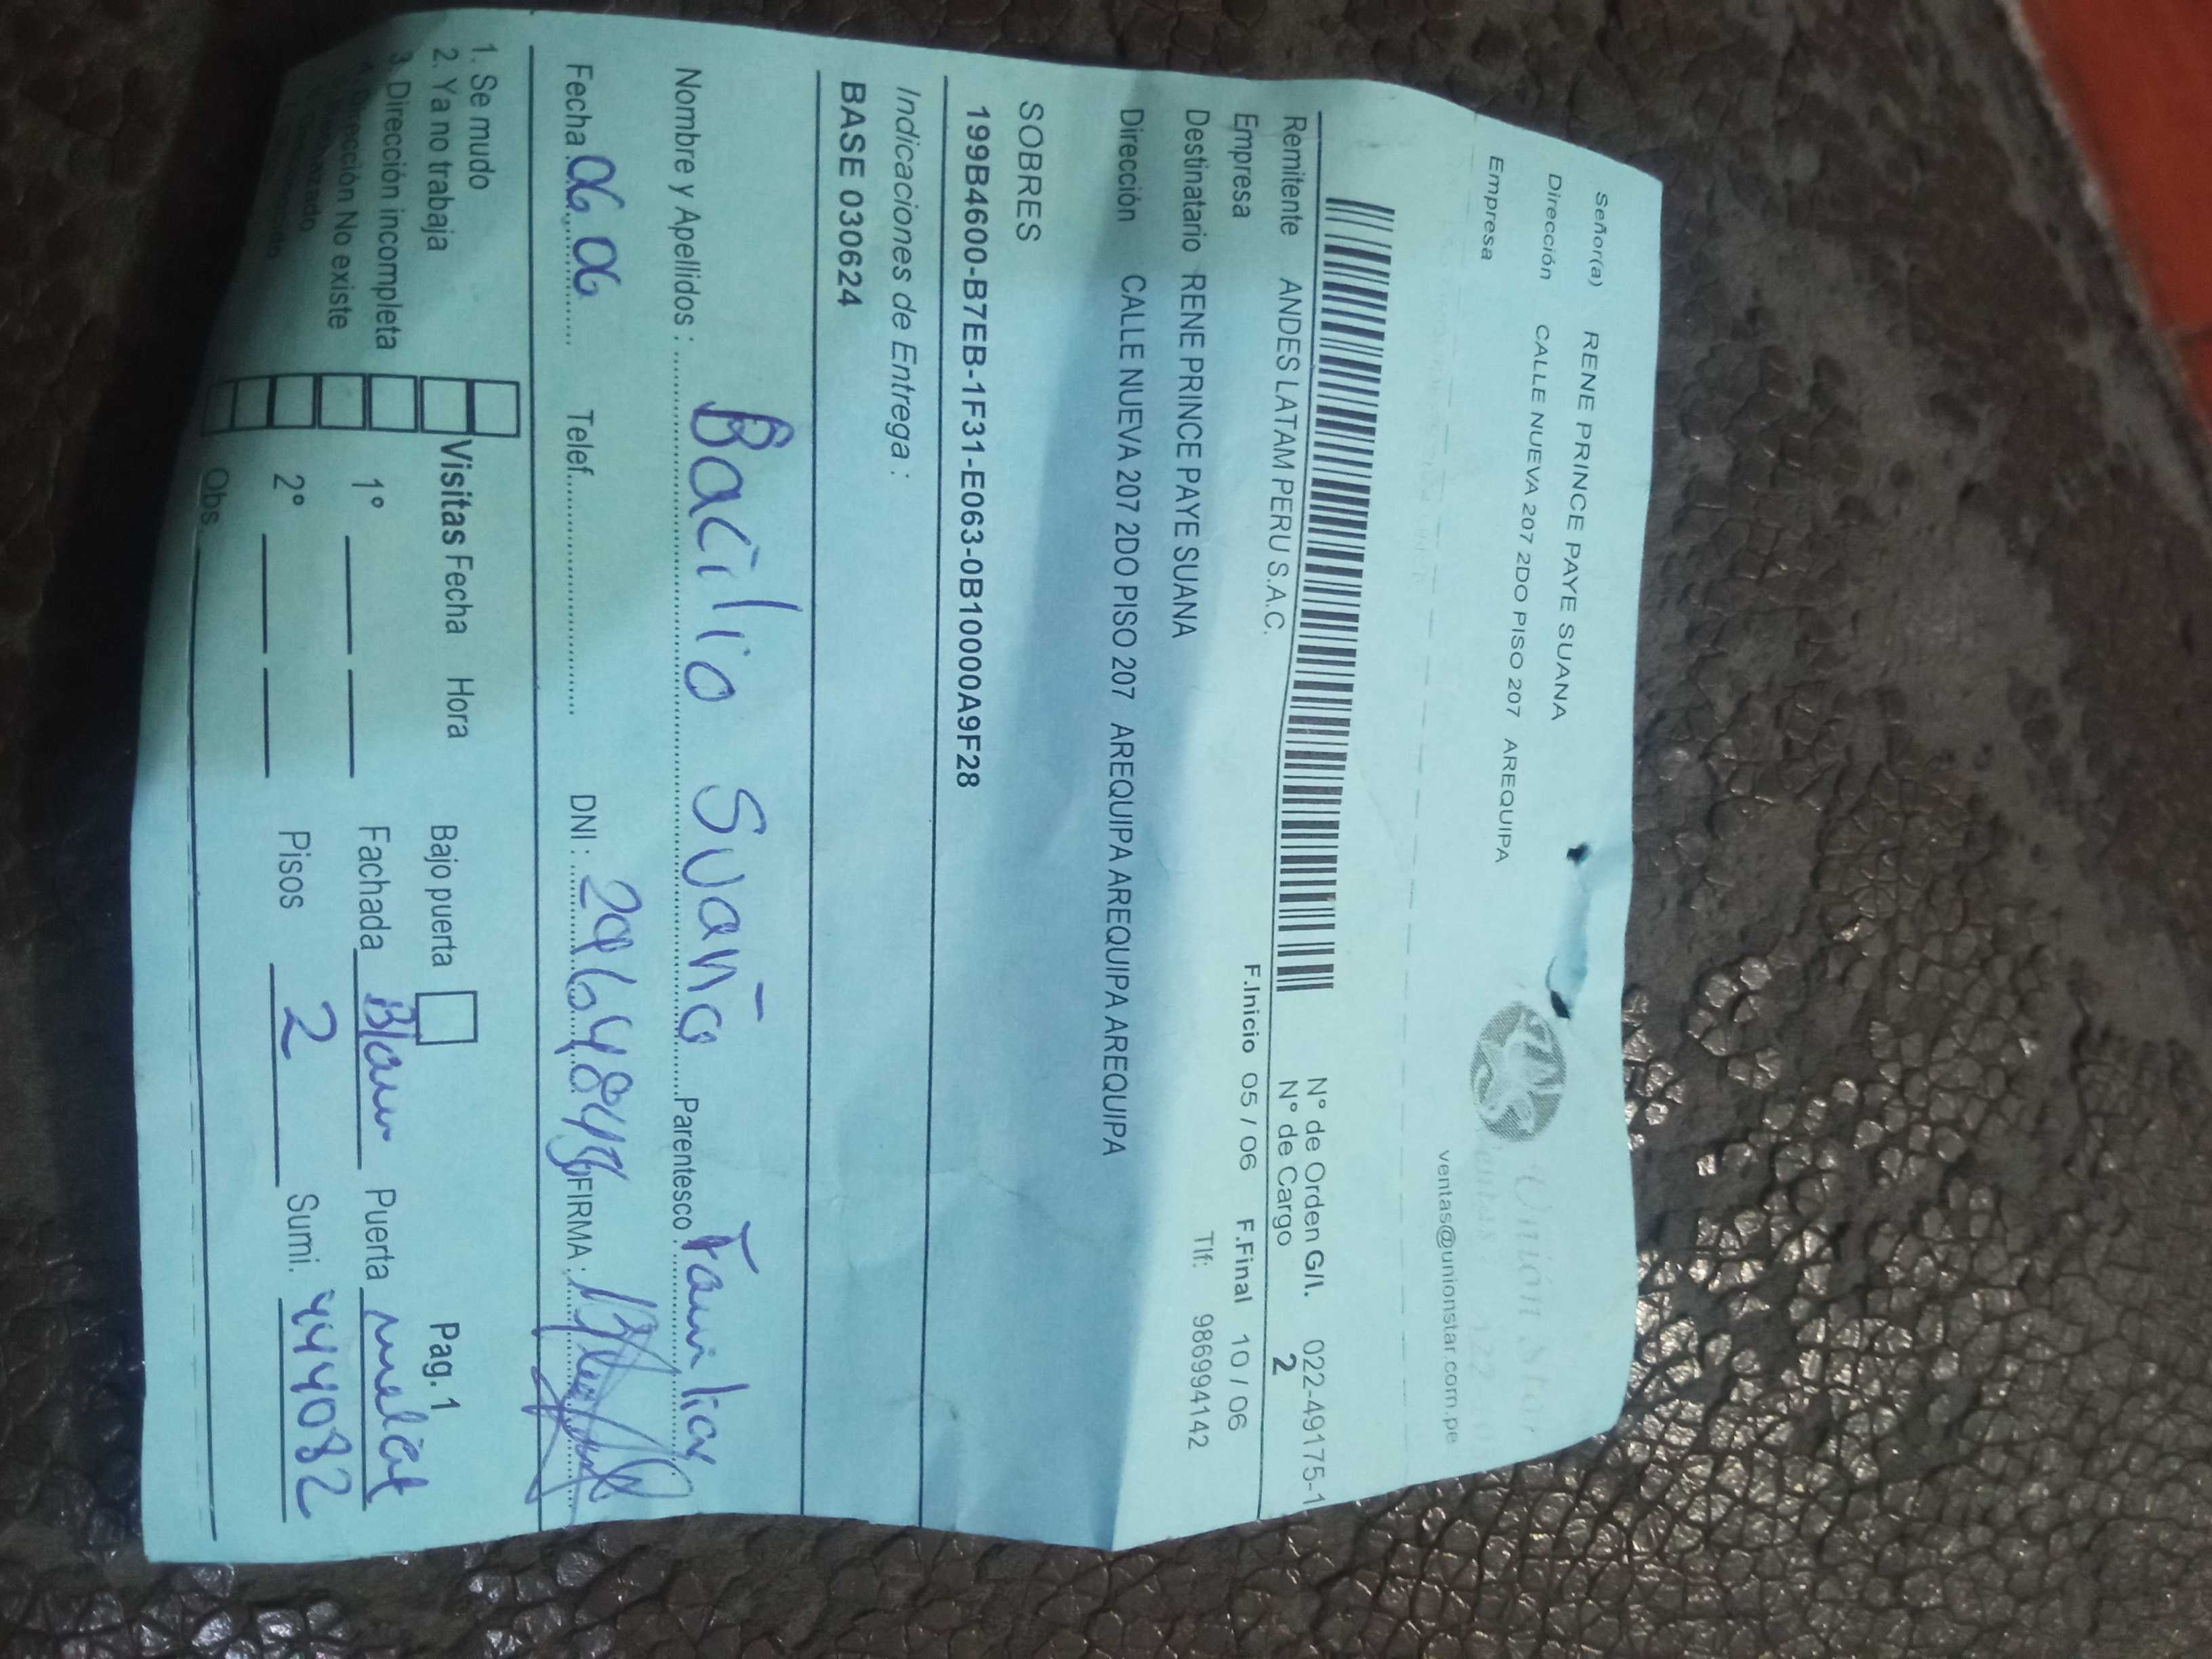 Señor(a) RENE PRINCE PAYE SUANA
Dirección CALLE NUEVA 207 2DO PISO 207 AREQUIPA
Empresa
Unión Star
ventas@unionstar.com.pe
N° de Orden G/I. 022-49175-1
N° de Cargo 2
Remitente ANDES LATAM PERU S.A.C.
Empresa F.Inicio 05 / 06 F.Final 10 / 06
Destinatario RENE PRINCE PAYE SUANA Tlf: 986994142
Dirección CALLE NUEVA 207 2DO PISO 207 AREQUIPA AREQUIPA AREQUIPA
SOBRES
199B4600-B7EB-1F31-E063-0B10000A9F28
Indicaciones de Entrega :
BASE 030624
Nombre y Apellidos : Bacilio Suaña Parentesco : Familiar
Fecha : 06 06 Telef. DNI : FIRMA :
1. Se mudo
2. Ya no trabaja
3. Dirección incompleta
4. Dirección No existe
Visitas Fecha Hora Bajo puerta Pag. 1
1° Fachada Puerta
2° Pisos 2 Sumi. 444082
Obs.